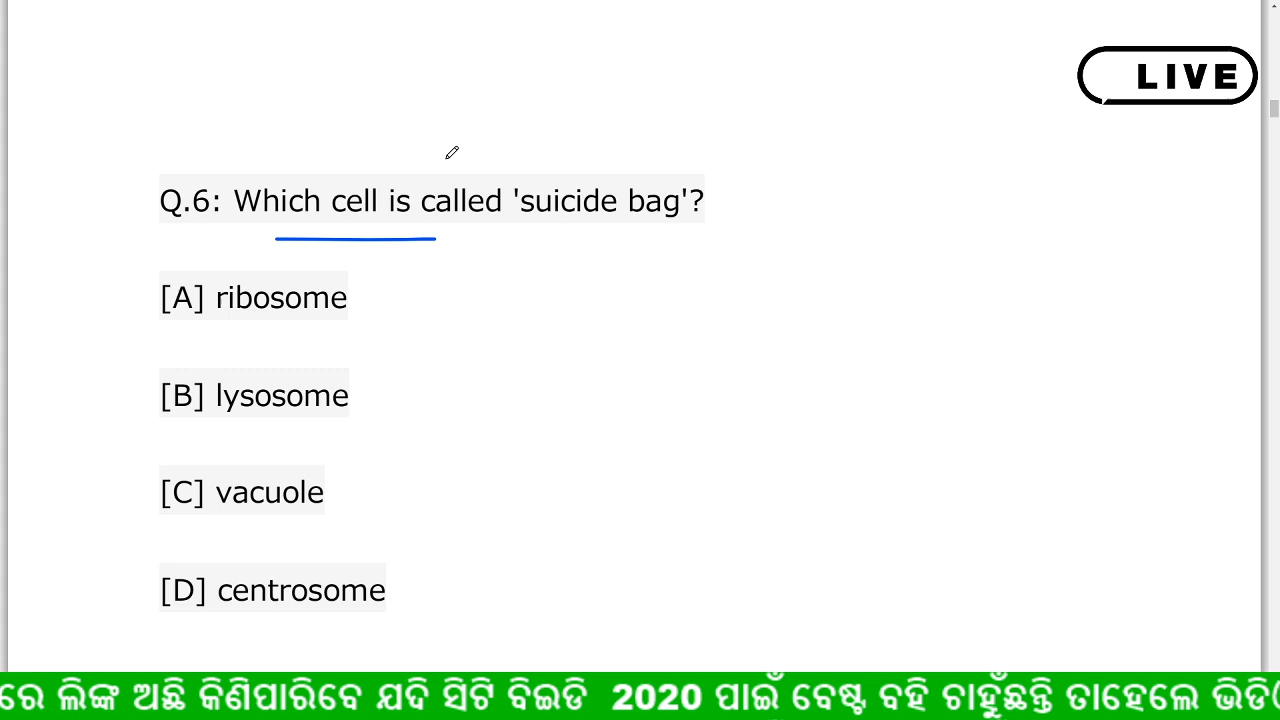 LIVE
Q.6: Which cell is called 'suicide bag'?
[A] ribosome
[B] lysosome
[C] vacuole
[D] centrosome
ରେ ଲିଙ୍କ ଅଛି କିଣିପାରିବେ ଯଦି ସିଟି ବିଇଡି 2020 ପାଇଁ ବେଷ୍ଟ ବହି ଚାହୁଁଛନ୍ତି ତାହେଲେ